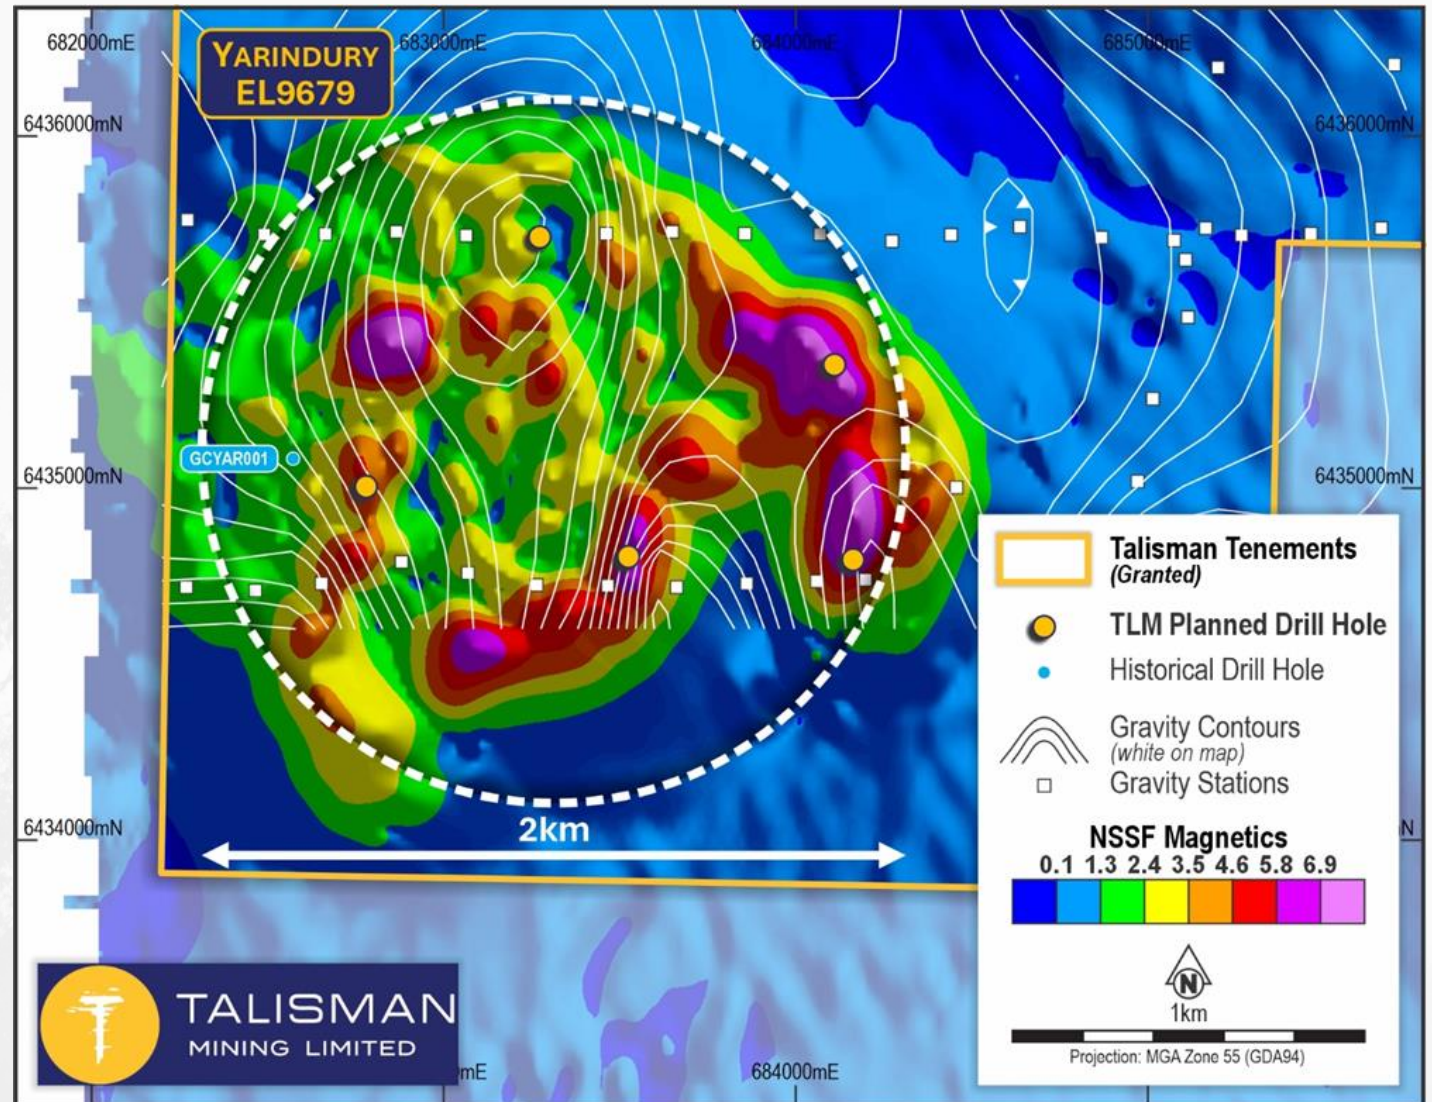 682000mE
683000mE
684000mE
685000mE
YARINDURY
EL9679
6436000mN
6436000mN
GCYAR001
6435000mN
6435000mN
Talisman Tenements
(Granted)
TLM Planned Drill Hole
Historical Drill Hole
Gravity Contours
(white on map)
Gravity Stations
NSSF Magnetics
0.1 1.3 2.4 3.5 4.6 5.8 6.9
N
1km
Projection: MGA Zone 55 (GDA94)
6434000mN
N
2km
TALISMAN
MINING LIMITED
mE
684000mE